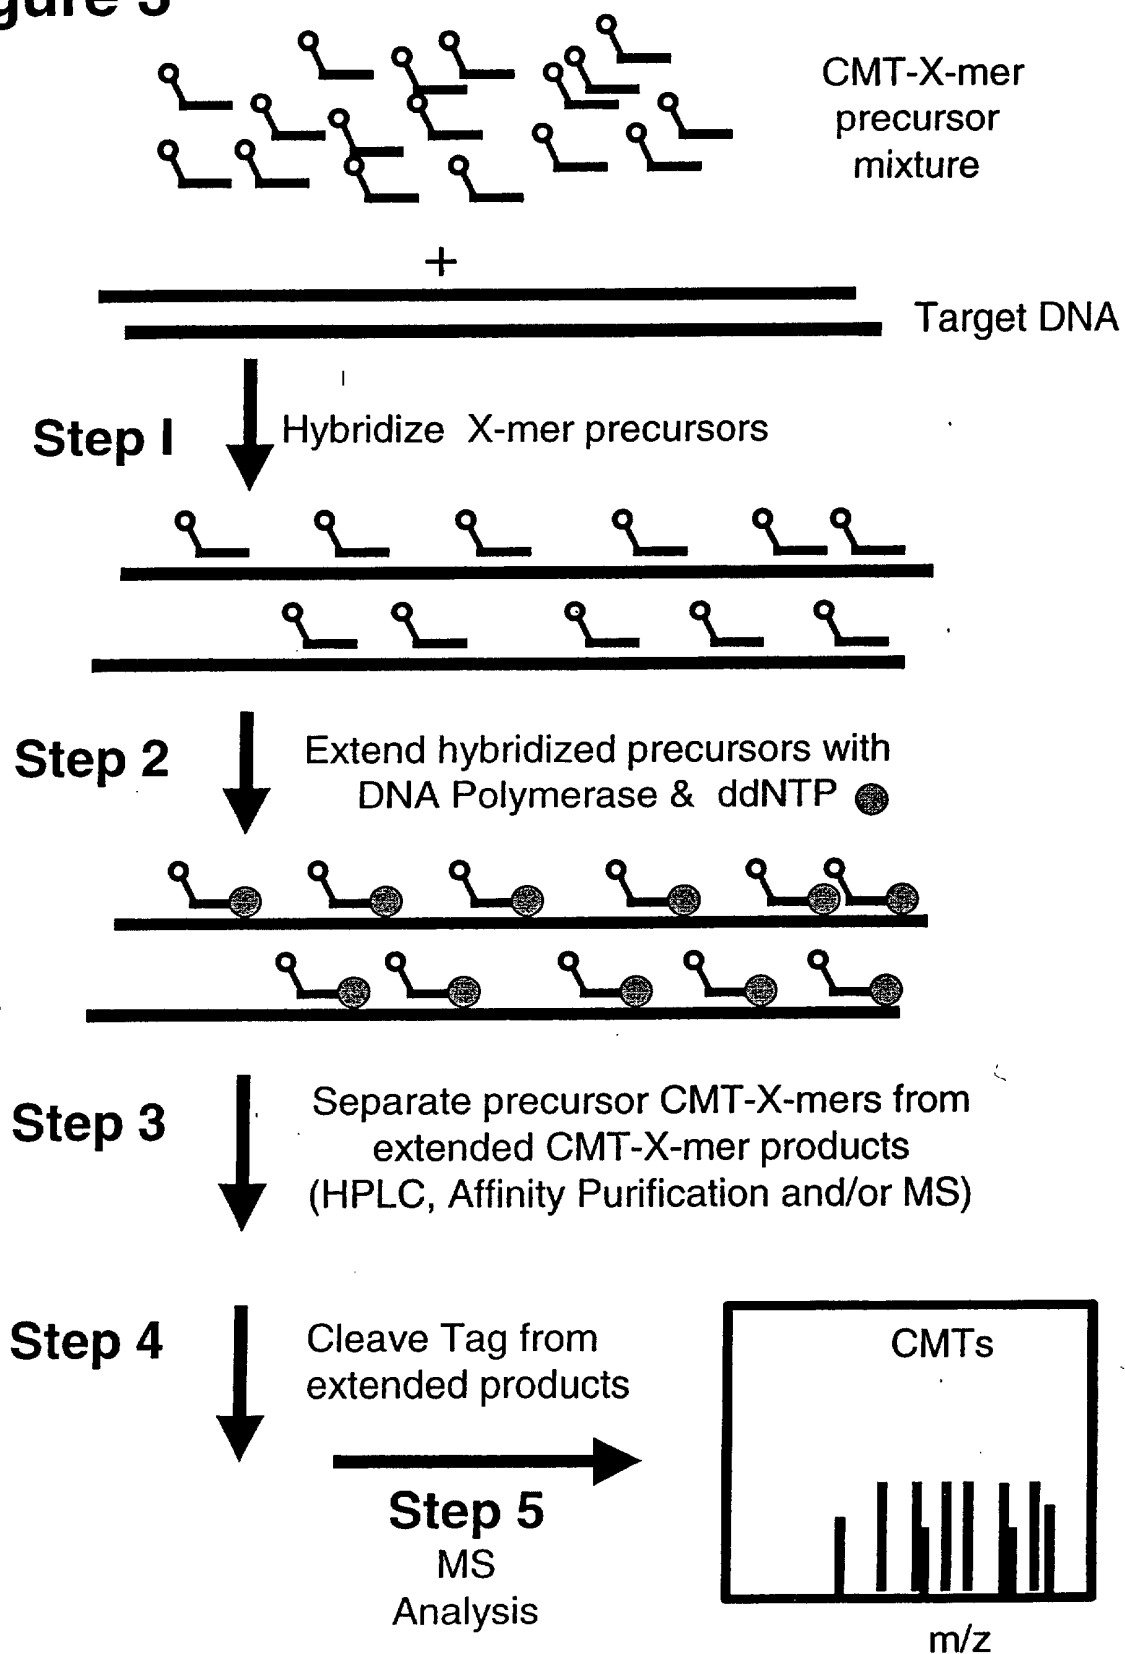 CMT-X-mer
precursor
mixture
+
Target DNA
Step I
Hybridize X-mer precursors
Step 2
Extend hybridized precursors with
DNA Polymerase & ddNTP
Step 3
Separate precursor CMT-X-mers from
extended CMT-X-mer products
(HPLC, Affinity Purification and/or MS)
Step 4
Cleave Tag from
extended products
CMTs
Step 5
MS
Analysis
m/z